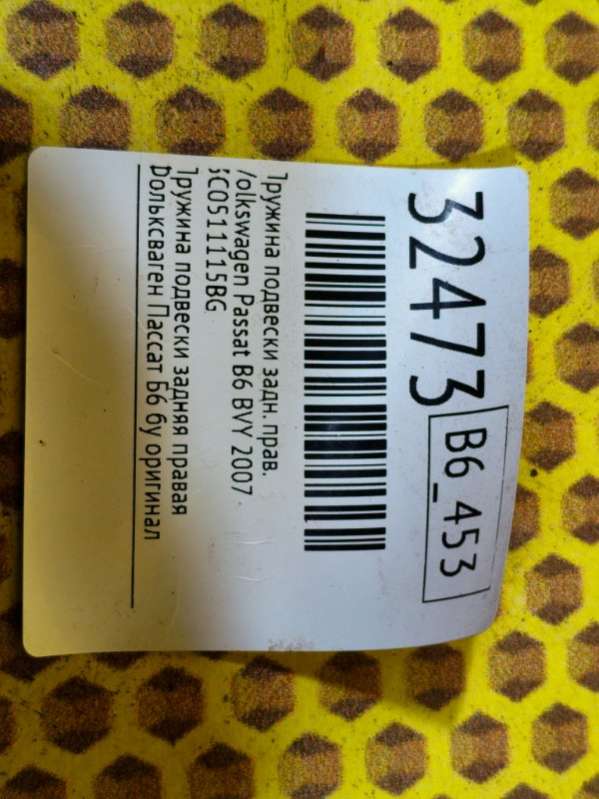 32473 B6_453
Пружина подвески задн. прав.
Volkswagen Passat B6 BVY 2007
3C0511115BG
Пружина подвески задняя правая
Фольксваген Пассат Б6 бу оригинал